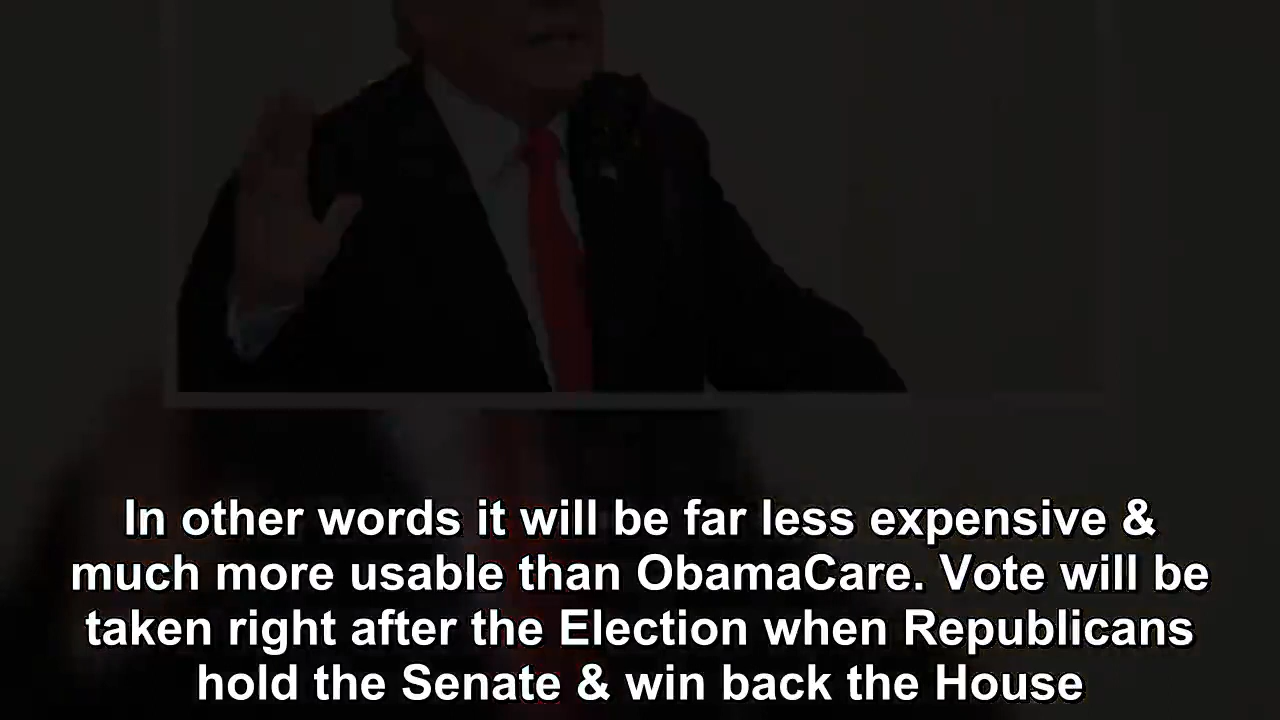 In other words it will be far less expensive &
much more usable than ObamaCare. Vote will be
taken right after the Election when Republicans
hold the Senate & win back the House